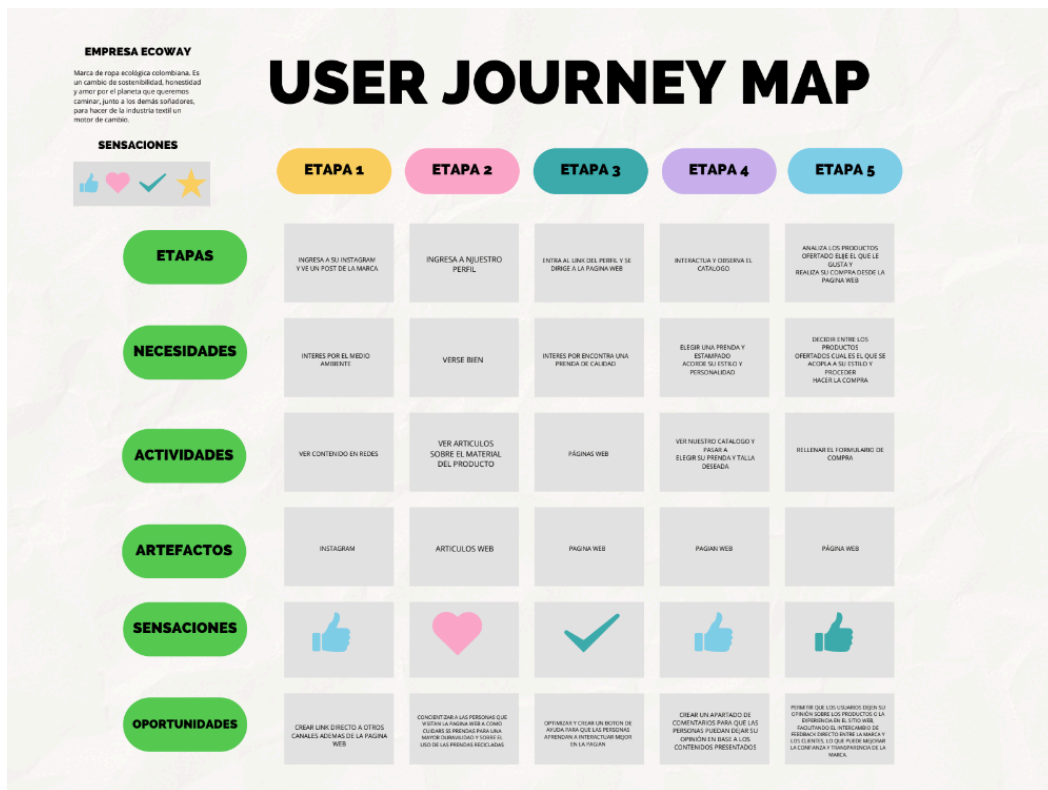 EMPRESA ECOWAY
Marca de ropa ecológica colombiana. Es
un cambio de sostenibilidad, honestidad
y amor por el planeta que queremos
caminar, junto a los demás soñadores,
para hacer de la industria textil un
motor de cambio.
SENSACIONES
USER JOURNEY MAP
ETAPA 1
ETAPA 2
ETAPA 3
ETAPA 4
ETAPA 5
ETAPAS
INGRESA A SU INSTAGRAM
Y VE UN POST DE LA MARCA
INGRESA A NJUESTRO
PERFIL
ENTRA AL LINK DEL PERFIL Y SE
DIRIGE A LA PAGINA WEB
INTERACTUA Y OBSERVA EL
CATALOGO
ANALIZA LOS PRODUCTOS
OFERTADO ELIJE EL QUE LE
GUSTA Y
REALIZA SU COMPRA DESDE LA
PAGINA WEB
NECESIDADES
INTERES POR EL MEDIO
AMBIENTE
VERSE BIEN
INTERES POR ENCONTRA UNA
PRENDA DE CALIDAD
ELEGIR UNA PRENDA Y
ESTAMPADO
ACORDE SU ESTILO Y
PERSONALIDAD
DECIDIR ENTRE LOS
PRODUCTOS
OFERTADOS CUAL ES EL QUE SE
ACOPLA A SU ESTILO Y
PROCEDER
HACER LA COMPRA
ACTIVIDADES
VER CONTENIDO EN REDES
VER ARTICULOS
SOBRE EL MATERIAL
DEL PRODUCTO
PÁGINAS WEB
VER NUESTRO CATALOGO Y
PASAR A
ELEGIR SU PRENDA Y TALLA
DESEADA
RELLENAR EL FORMULARIO DE
COMPRA
ARTEFACTOS
INSTAGRAM
ARTICULOS WEB
PAGINA WEB
PAGIAN WEB
PÁGINA WEB
SENSACIONES
OPORTUNIDADES
CREAR LINK DIRECTO A OTROS
CANALES ADEMAS DE LA PAGINA
WEB
CONCIENTIZAR A LAS PERSONAS QUE
VISITAN LA PAGINA WEB A COMO
CUIDARS SE PRENDAS PARA UNA
MAYOR DURABILIDAD Y SOBRE EL
USO DE LAS PRENDAS RECICLADAS
OPTIMIZAR Y CREAR UN BOTON DE
AYUDA PARA QUE LAS PERSONAS
APRENDAN A INTERACTUAR MEJOR
EN LA PAGIAN
CREAR UN APARTADO DE
COMENTARIOS PARA QUE LAS
PERSONAS PUEDAN DEJAR SU
OPINIÓN EN BASE A LOS
CONTENIDOS PRESENTADOS
PERMITIR QUE LOS USUARIOS DEJEN SU
OPINIÓN SOBRE LOS PRODUCTOS O LA
EXPERIENCIA EN EL SITIO WEB,
FACILITANDO EL INTERCAMBIO DE
FEEDBACK DIRECTO ENTRE LA MARCA Y
LOS CLIENTES, LO QUE PUEDE MEJORAR
LA CONFIANZA Y TRANSPARENCIA DE LA
MARCA.